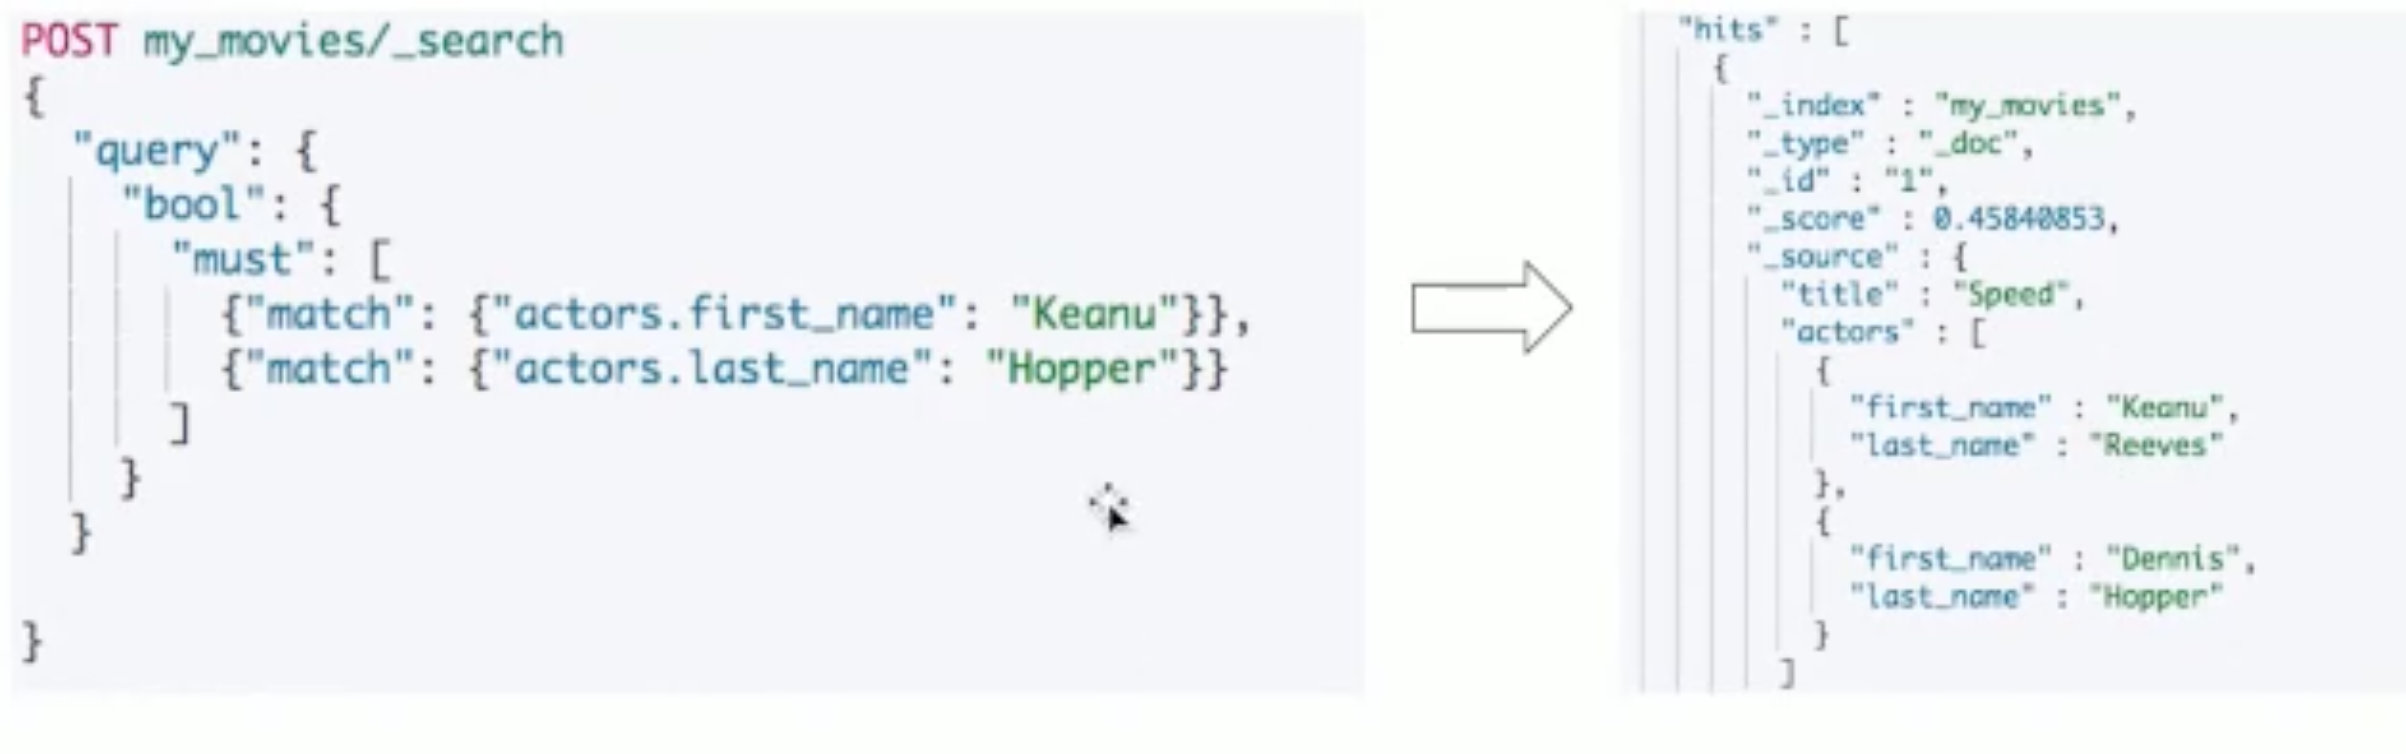 POST my_movies/_search
{
"query": {
"bool": {
"must": [
{"match": {"actors.first_name": "Keanu"}},
{"match": {"actors.last_name": "Hopper"}}
]
}
}
}
"hits" : [
{
"_index" : "my_movies",
"_type" : "_doc",
"_id" : "1",
"_score" : 0.45840853,
"_source" : {
"title" : "Speed",
"actors" : [
{
"first_name" : "Keanu",
"last_name" : "Reeves"
},
{
"first_name" : "Dennis",
"last_name" : "Hopper"
}
]